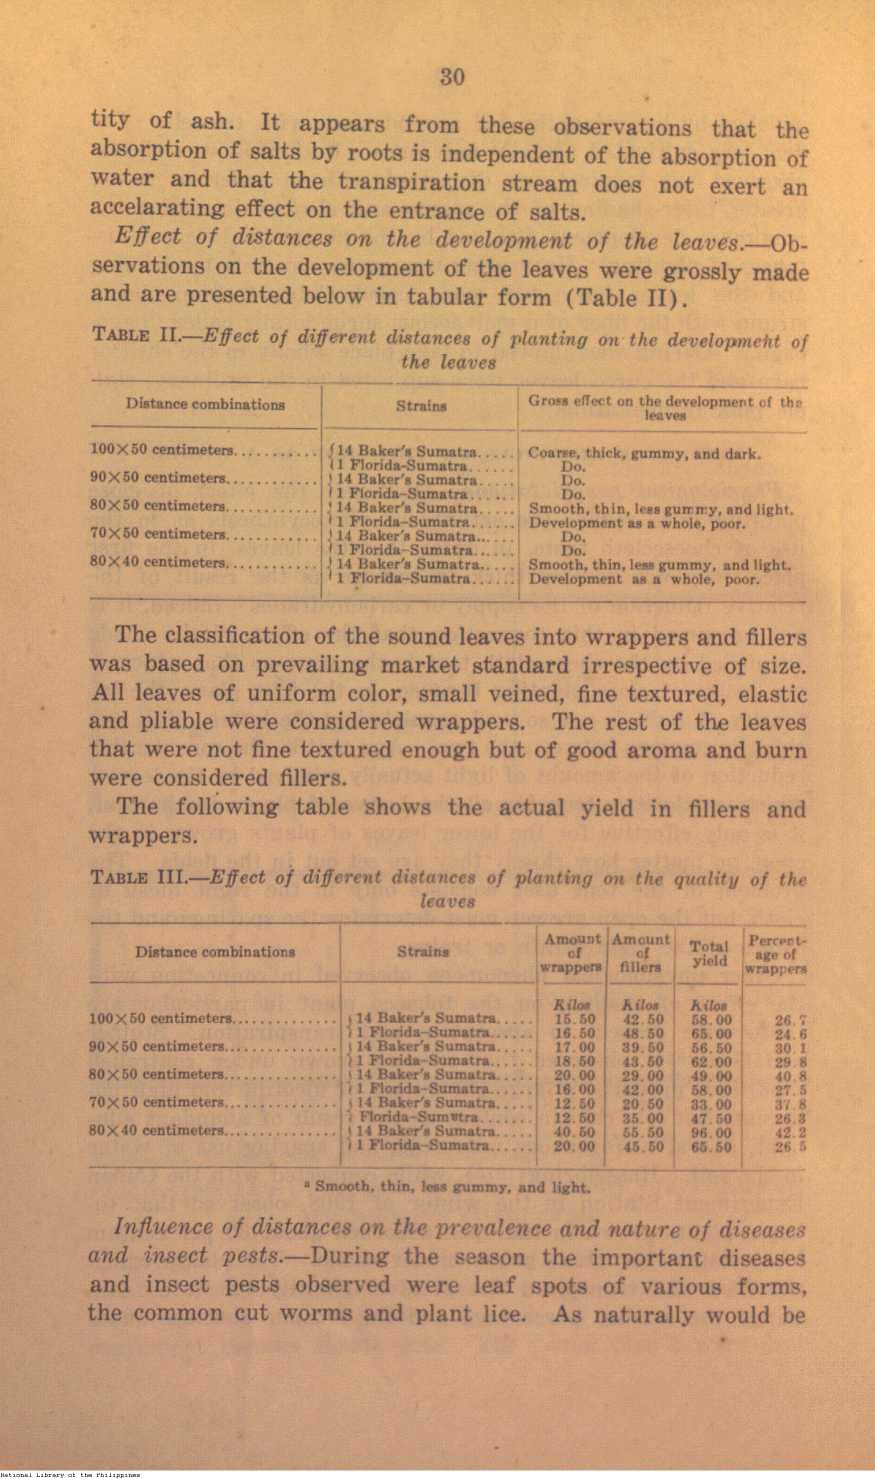 30
tity of ash. It appears from these observations that the
absorption of salts by roots is independent of the absorption of
water and that the transpiration stream does not exert an
accelarating effect on the entrance of salts.
Effect of distances on the development of the leaves.—Ob-
servations on the development of the leaves were grossly made
and are presented below in tabular form (Table II).
TABLE II.—Effect of different distances of planting on the development of
the leaves
Distance combinations Strains Gross effect on the development of the
leaves
100×50 centimeters........... {14 Baker's Sumatra..... Coarse, thick, gummy, and dark.
1 Florida-Sumatra...... Do.
90×50 centimeters............ 14 Baker's Sumatra..... Do.
1 Florida-Sumatra...... Do.
80×50 centimeters............ 14 Baker's Sumatra..... Smooth, thin, less gummy, and light.
1 Florida-Sumatra...... Development as a whole, poor.
70×50 centimeters............ 14 Baker's Sumatra..... Do.
1 Florida-Sumatra...... Do.
80×40 centimeters............ 14 Baker's Sumatra..... Smooth, thin, less gummy, and light.
1 Florida-Sumatra...... Development as a whole, poor.
The classification of the sound leaves into wrappers and fillers
was based on prevailing market standard irrespective of size.
All leaves of uniform color, small veined, fine textured, elastic
and pliable were considered wrappers. The rest of the leaves
that were not fine textured enough but of good aroma and burn
were considered fillers.
The following table shows the actual yield in fillers and
wrappers.
TABLE III.—Effect of different distances of planting on the quality of the
leaves
Distance combinations Strains Amount of wrappers Amount of fillers Total yield Percent-age of wrappers
Kilos Kilos Kilos
100×50 centimeters.............. 14 Baker's Sumatra..... 15.50 42.50 58.00 26.7
1 Florida-Sumatra...... 16.50 48.50 65.00 24.6
90×50 centimeters............... 14 Baker's Sumatra..... 17.00 39.50 56.50 30.1
1 Florida-Sumatra...... 18.50 43.50 62.00 29.8
80×50 centimeters............... 14 Baker's Sumatra..... 20.00 29.00 49.00 40.8
1 Florida-Sumatra...... 16.00 42.00 58.00 27.5
70×50 centimeters............... 14 Baker's Sumatra..... 12.50 20.50 33.00 37.8
Florida-Sumatra....... 12.50 35.00 47.50 26.3
80×40 centimeters............... 14 Baker's Sumatra..... 40.50 55.50 96.00 42.2
1 Florida-Sumatra...... 20.00 45.50 65.50 26.5
ª Smooth, thin, less gummy, and light.
Influence of distances on the prevalence and nature of diseases
and insect pests.—During the season the important diseases
and insect pests observed were leaf spots of various forms,
the common cut worms and plant lice. As naturally would be
National Library of the Philippines